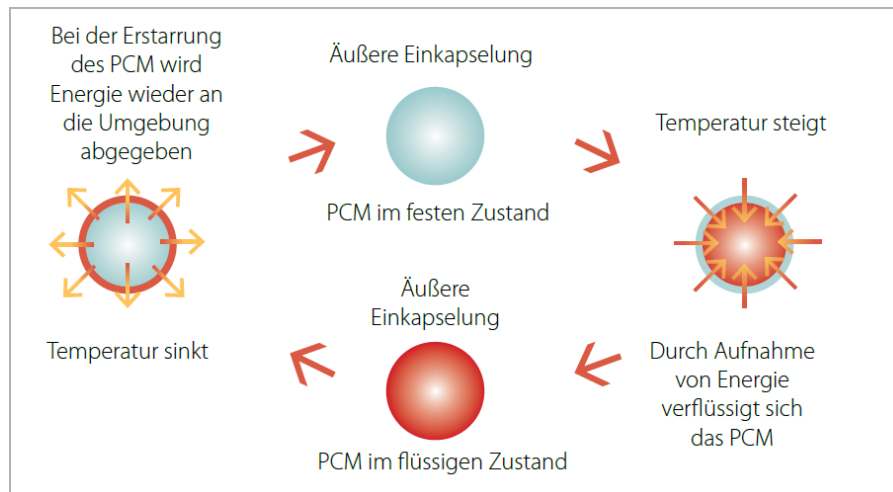 Bei der Erstarrung
des PCM wird
Energie wieder an
die Umgebung
abgegeben
Temperatur sinkt
Äußere Einkapselung
PCM im festen Zustand
Temperatur steigt
Durch Aufnahme
von Energie
verflüssigt sich
das PCM
Äußere
Einkapselung
PCM im flüssigen Zustand